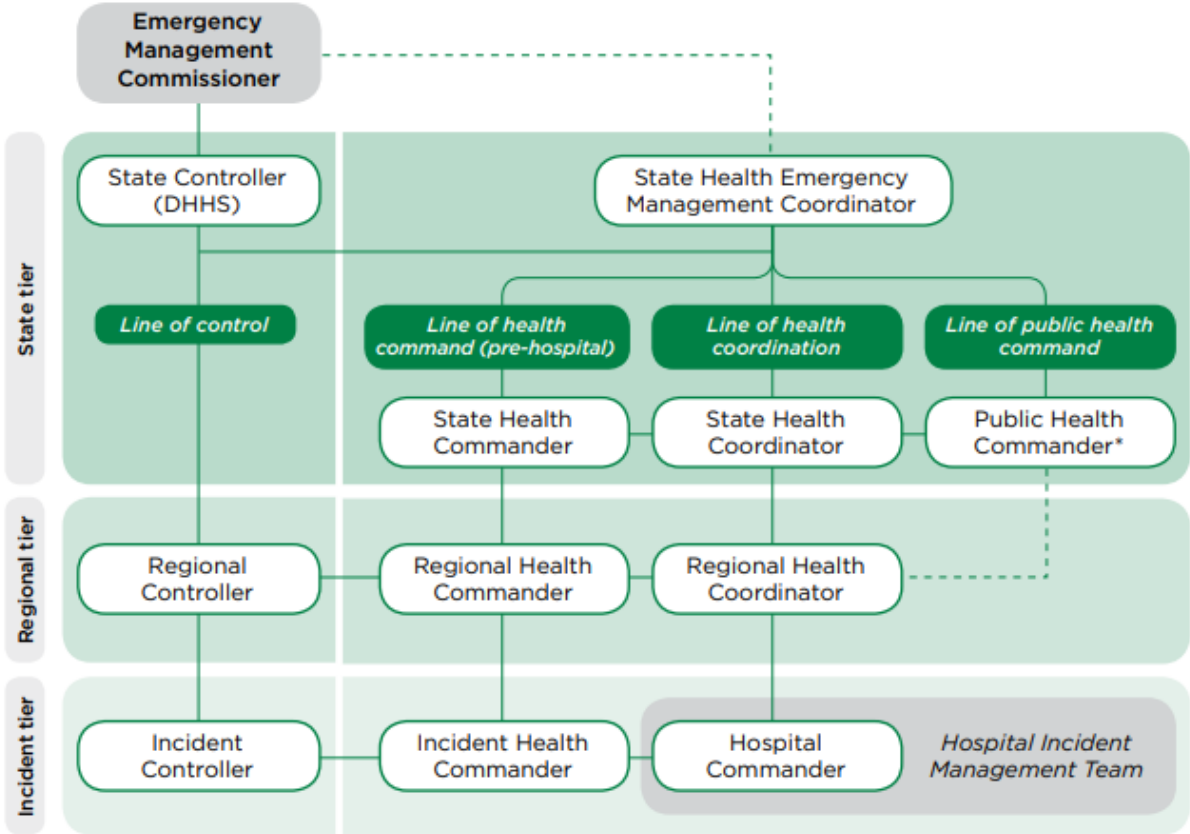 Emergency
Management
Commissioner
State tier
State Controller
(DHHS)
State Health Emergency
Management Coordinator
Line of control
Line of health
command (pre-hospital)
Line of health
coordination
Line of public health
command
State Health
Commander
State Health
Coordinator
Public Health
Commander*
Regional tier
Regional
Controller
Regional Health
Commander
Regional Health
Coordinator
Incident tier
Incident
Controller
Incident Health
Commander
Hospital
Commander
Hospital Incident
Management Team